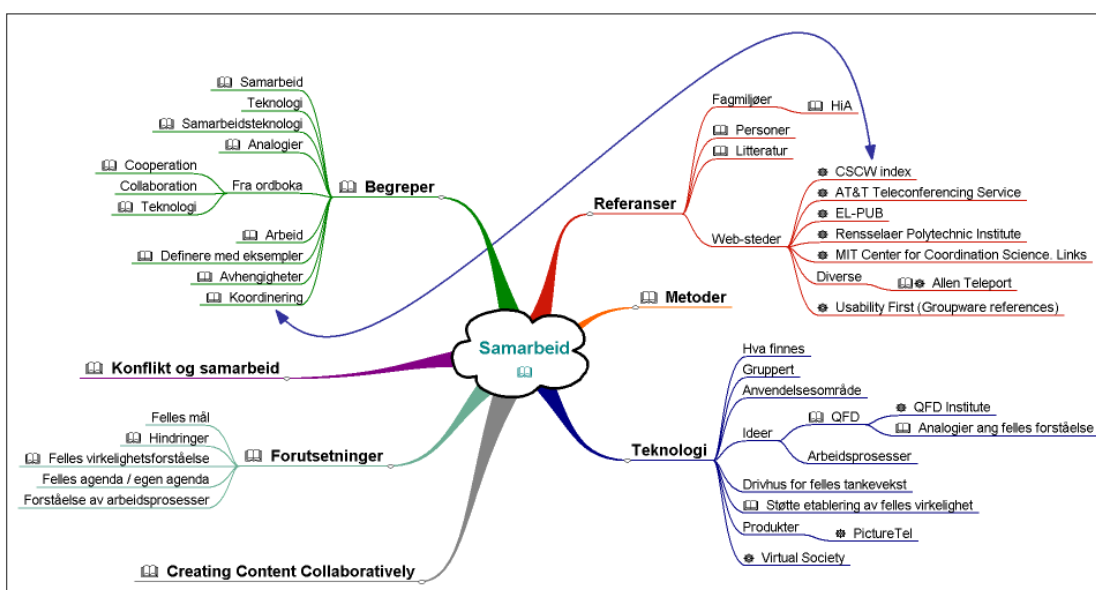 Samarbeid
Begreper
Samarbeid
Teknologi
Samarbeidsteknologi
Analogier
Fra ordboka
Cooperation
Collaboration
Teknologi
Arbeid
Definere med eksempler
Avhengigheter
Koordinering
Konflikt og samarbeid
Forutsetninger
Felles mål
Hindringer
Felles virkelighetsforståelse
Felles agenda / egen agenda
Forståelse av arbeidsprosesser
Creating Content Collaboratively
Referanser
Fagmiljøer
HiA
Personer
Litteratur
Web-steder
CSCW index
AT&T Teleconferencing Service
EL-PUB
Rensselaer Polytechnic Institute
MIT Center for Coordination Science. Links
Diverse
Allen Teleport
Usability First (Groupware references)
Metoder
Teknologi
Hva finnes
Gruppert
Anvendelsesområde
Ideer
QFD
QFD Institute
Analogier ang felles forståelse
Arbeidsprosesser
Drivhus for felles tankevekst
Støtte etablering av felles virkelighet
Produkter
PictureTel
Virtual Society